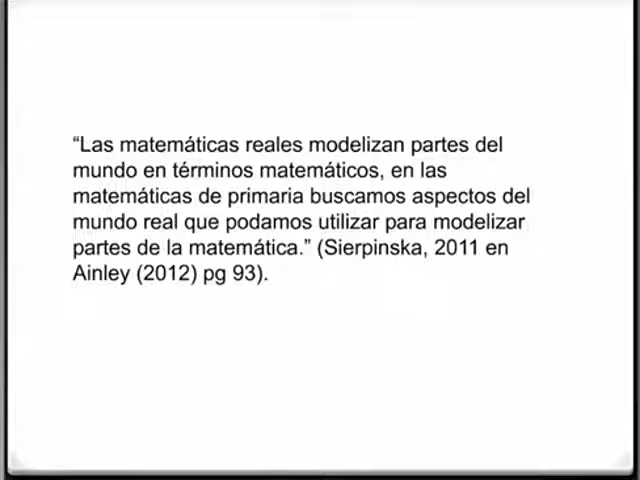 “Las matemáticas reales modelizan partes del
mundo en términos matemáticos, en las
matemáticas de primaria buscamos aspectos del
mundo real que podamos utilizar para modelizar
partes de la matemática.” (Sierpinska, 2011 en
Ainley (2012) pg 93).